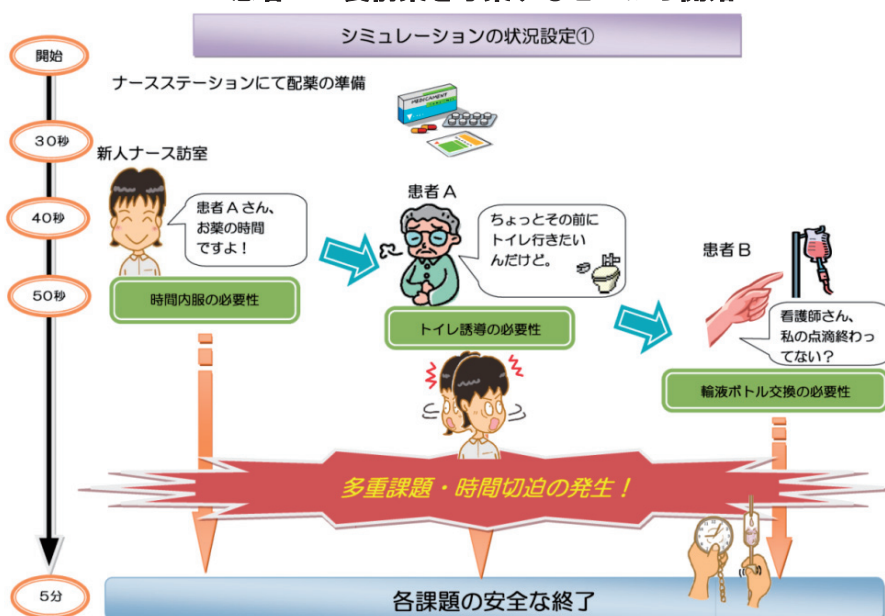 シミュレーションの状況設定①
開始
ナースステーションにて配薬の準備
MEDICAMENT
30秒
新人ナース訪室
40秒
患者Aさん、
お薬の時間
ですよ！
患者A
ちょっとその前に
トイレ行きたい
んだけど。
患者B
50秒
時間内服の必要性
トイレ誘導の必要性
看護師さん、
私の点滴終わっ
てない？
輸液ボトル交換の必要性
多重課題・時間切迫の発生！
5分
各課題の安全な終了